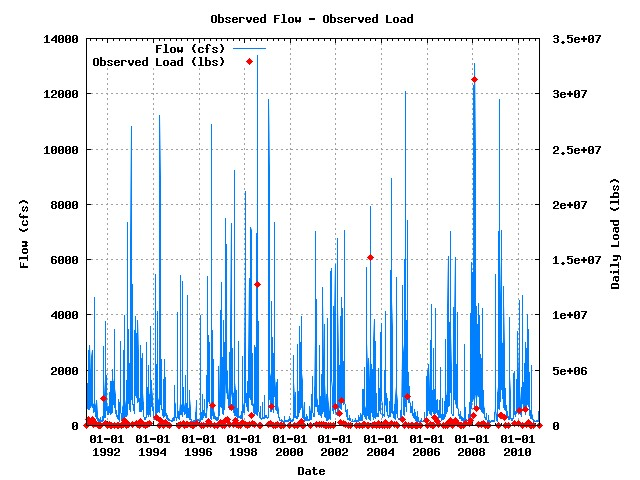 Observed Flow - Observed Load
Flow (cfs)
Observed Load (lbs)
14000
12000
10000
8000
6000
4000
2000
0
3.5e+07
3e+07
2.5e+07
2e+07
1.5e+07
1e+07
5e+06
0
Flow (cfs)
Daily Load (lbs)
01-01 01-01 01-01 01-01 01-01 01-01 01-01 01-01 01-01 01-01
1992 1994 1996 1998 2000 2002 2004 2006 2008 2010
Date